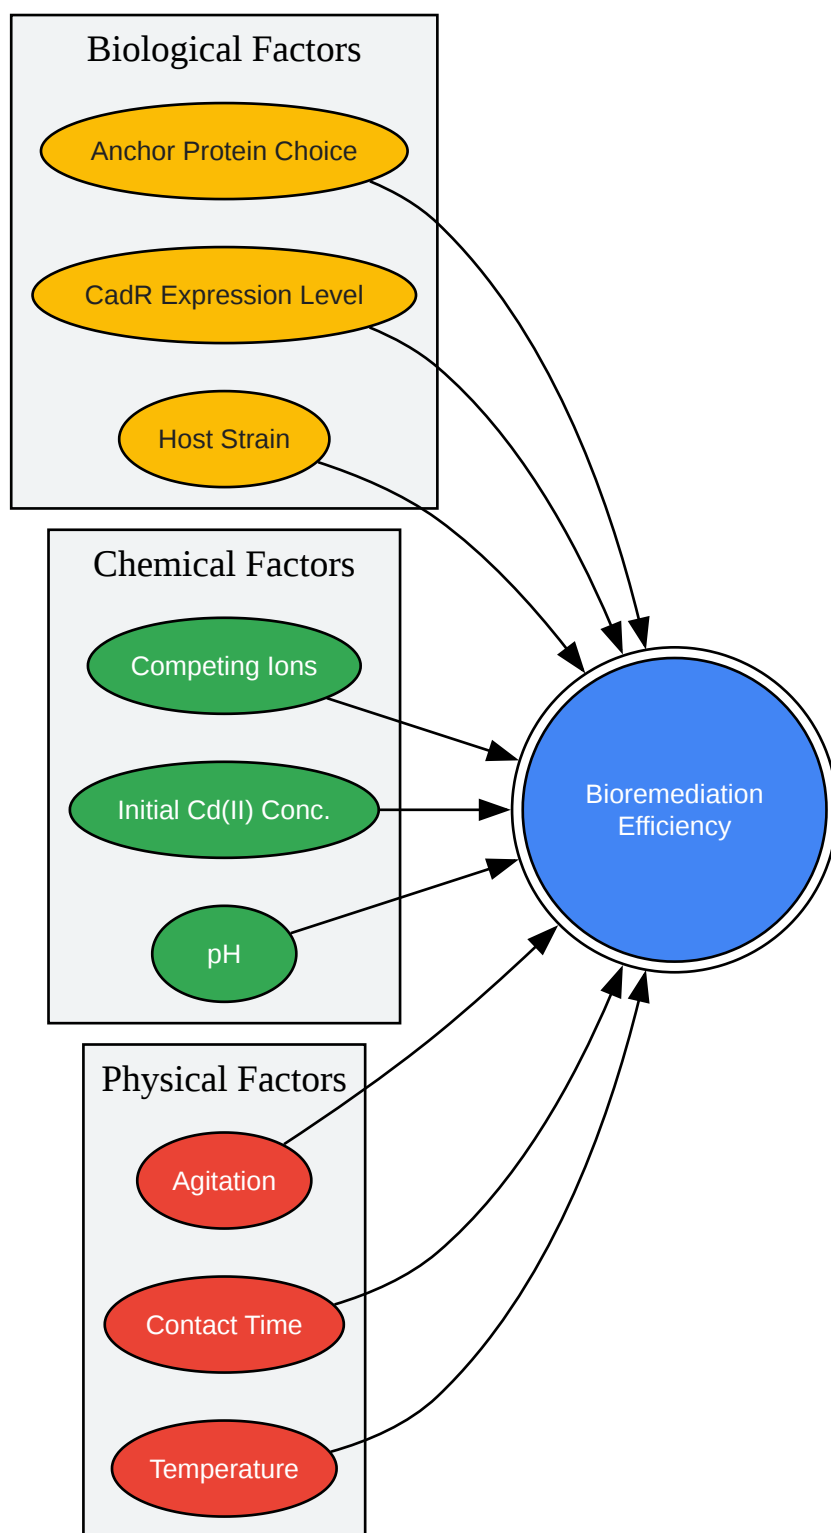 Biological Factors
Anchor Protein Choice
CadR Expression Level
Host Strain
Chemical Factors
Competing Ions
Initial Cd(II) Conc.
pH
Bioremediation
Efficiency
Physical Factors
Agitation
Contact Time
Temperature